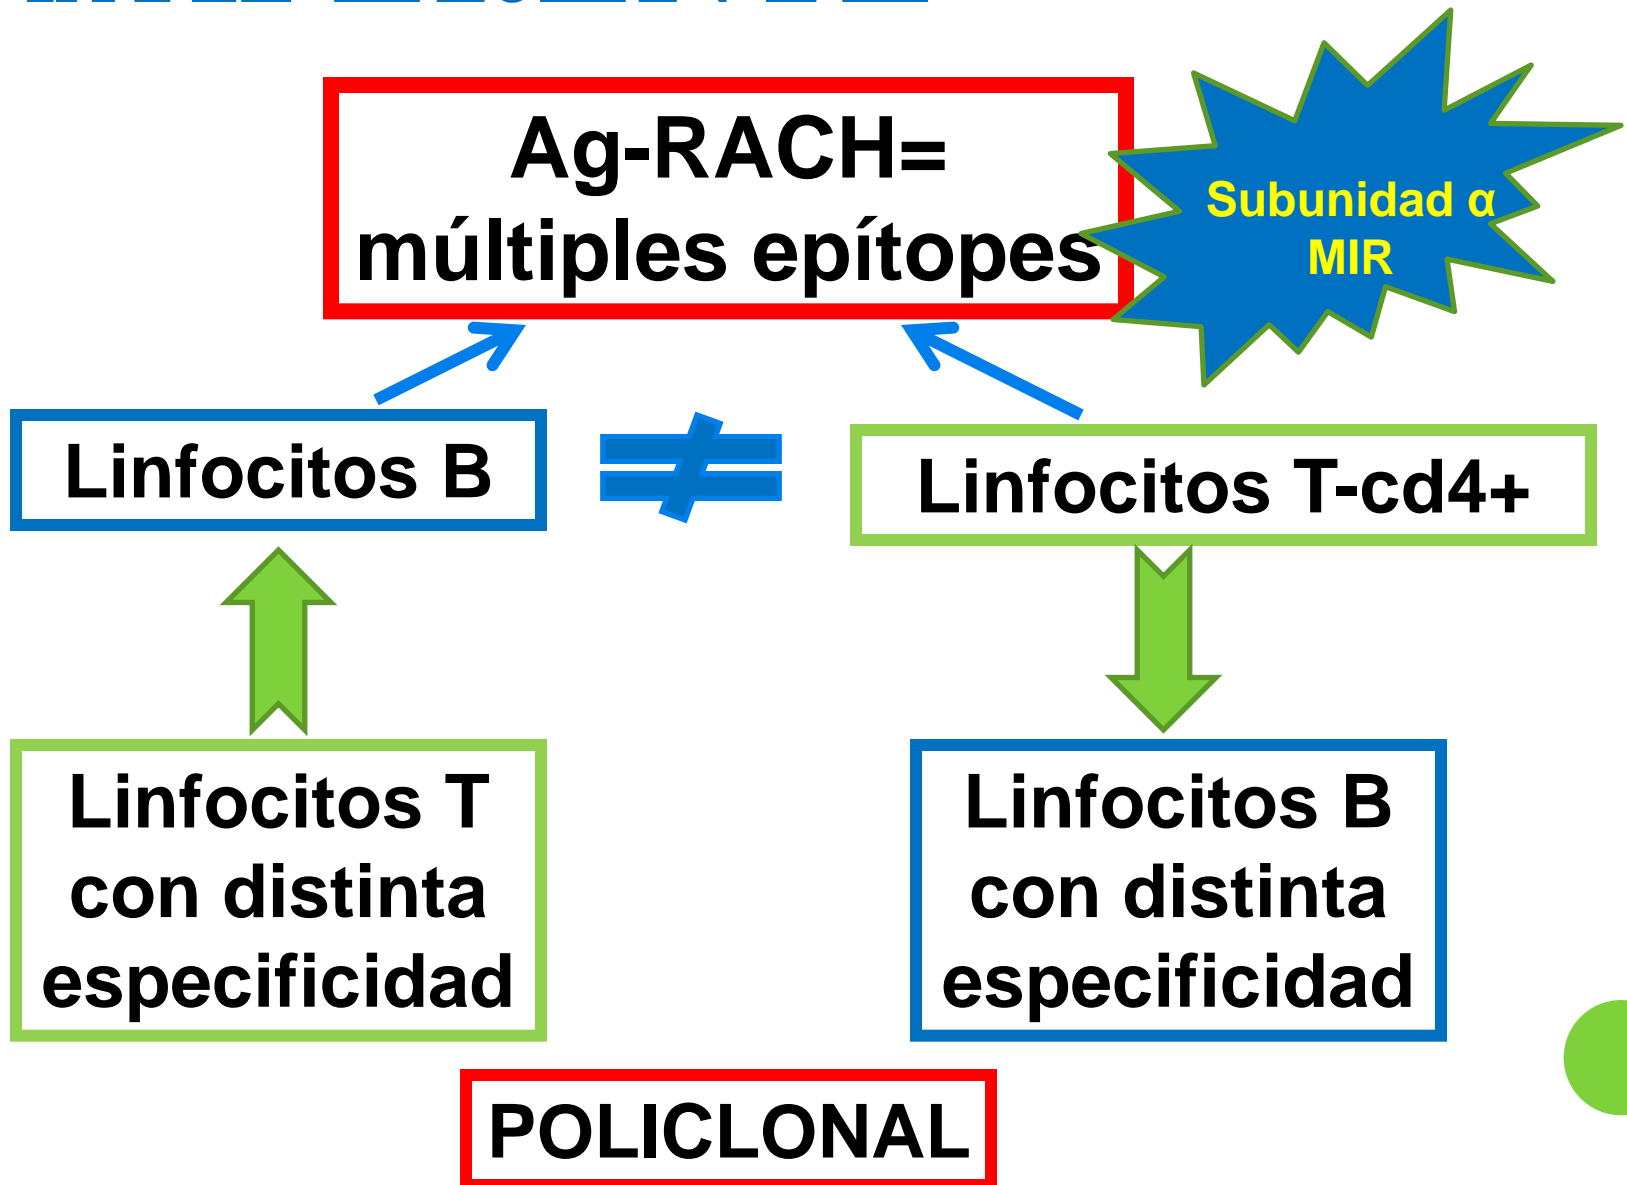 Ag-RACH=
múltiples epítopes
Subunidad α
MIR
Linfocitos B
Linfocitos T-cd4+
Linfocitos T
con distinta
especificidad
Linfocitos B
con distinta
especificidad
POLICLONAL